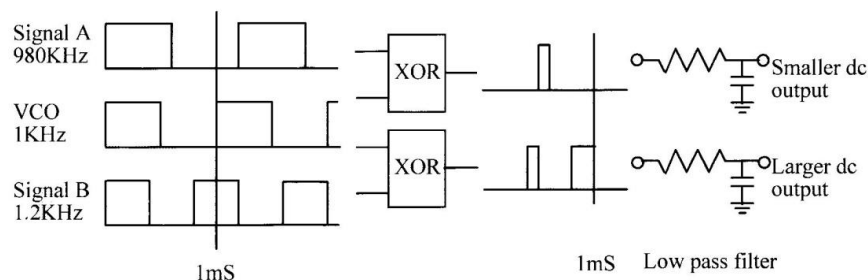 Signal A
980KHz
VCO
1KHz
Signal B
1.2KHz
1mS
XOR
XOR
1mS
Smaller dc
output
Larger dc
output
Low pass filter